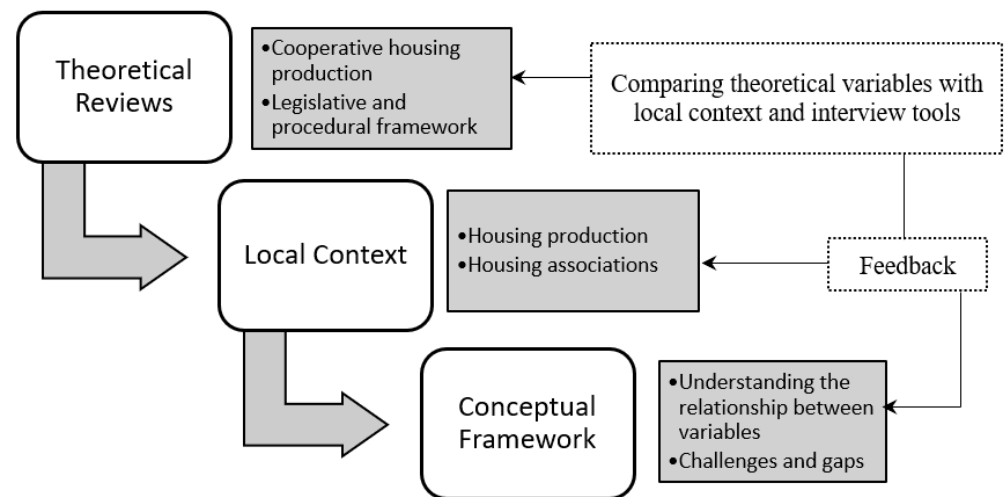 Theoretical
Reviews
•Cooperative housing
production
•Legislative and
procedural framework
Comparing theoretical variables with
local context and interview tools
Local Context
•Housing production
•Housing associations
Feedback
Conceptual
Framework
•Understanding the
relationship between
variables
•Challenges and gaps